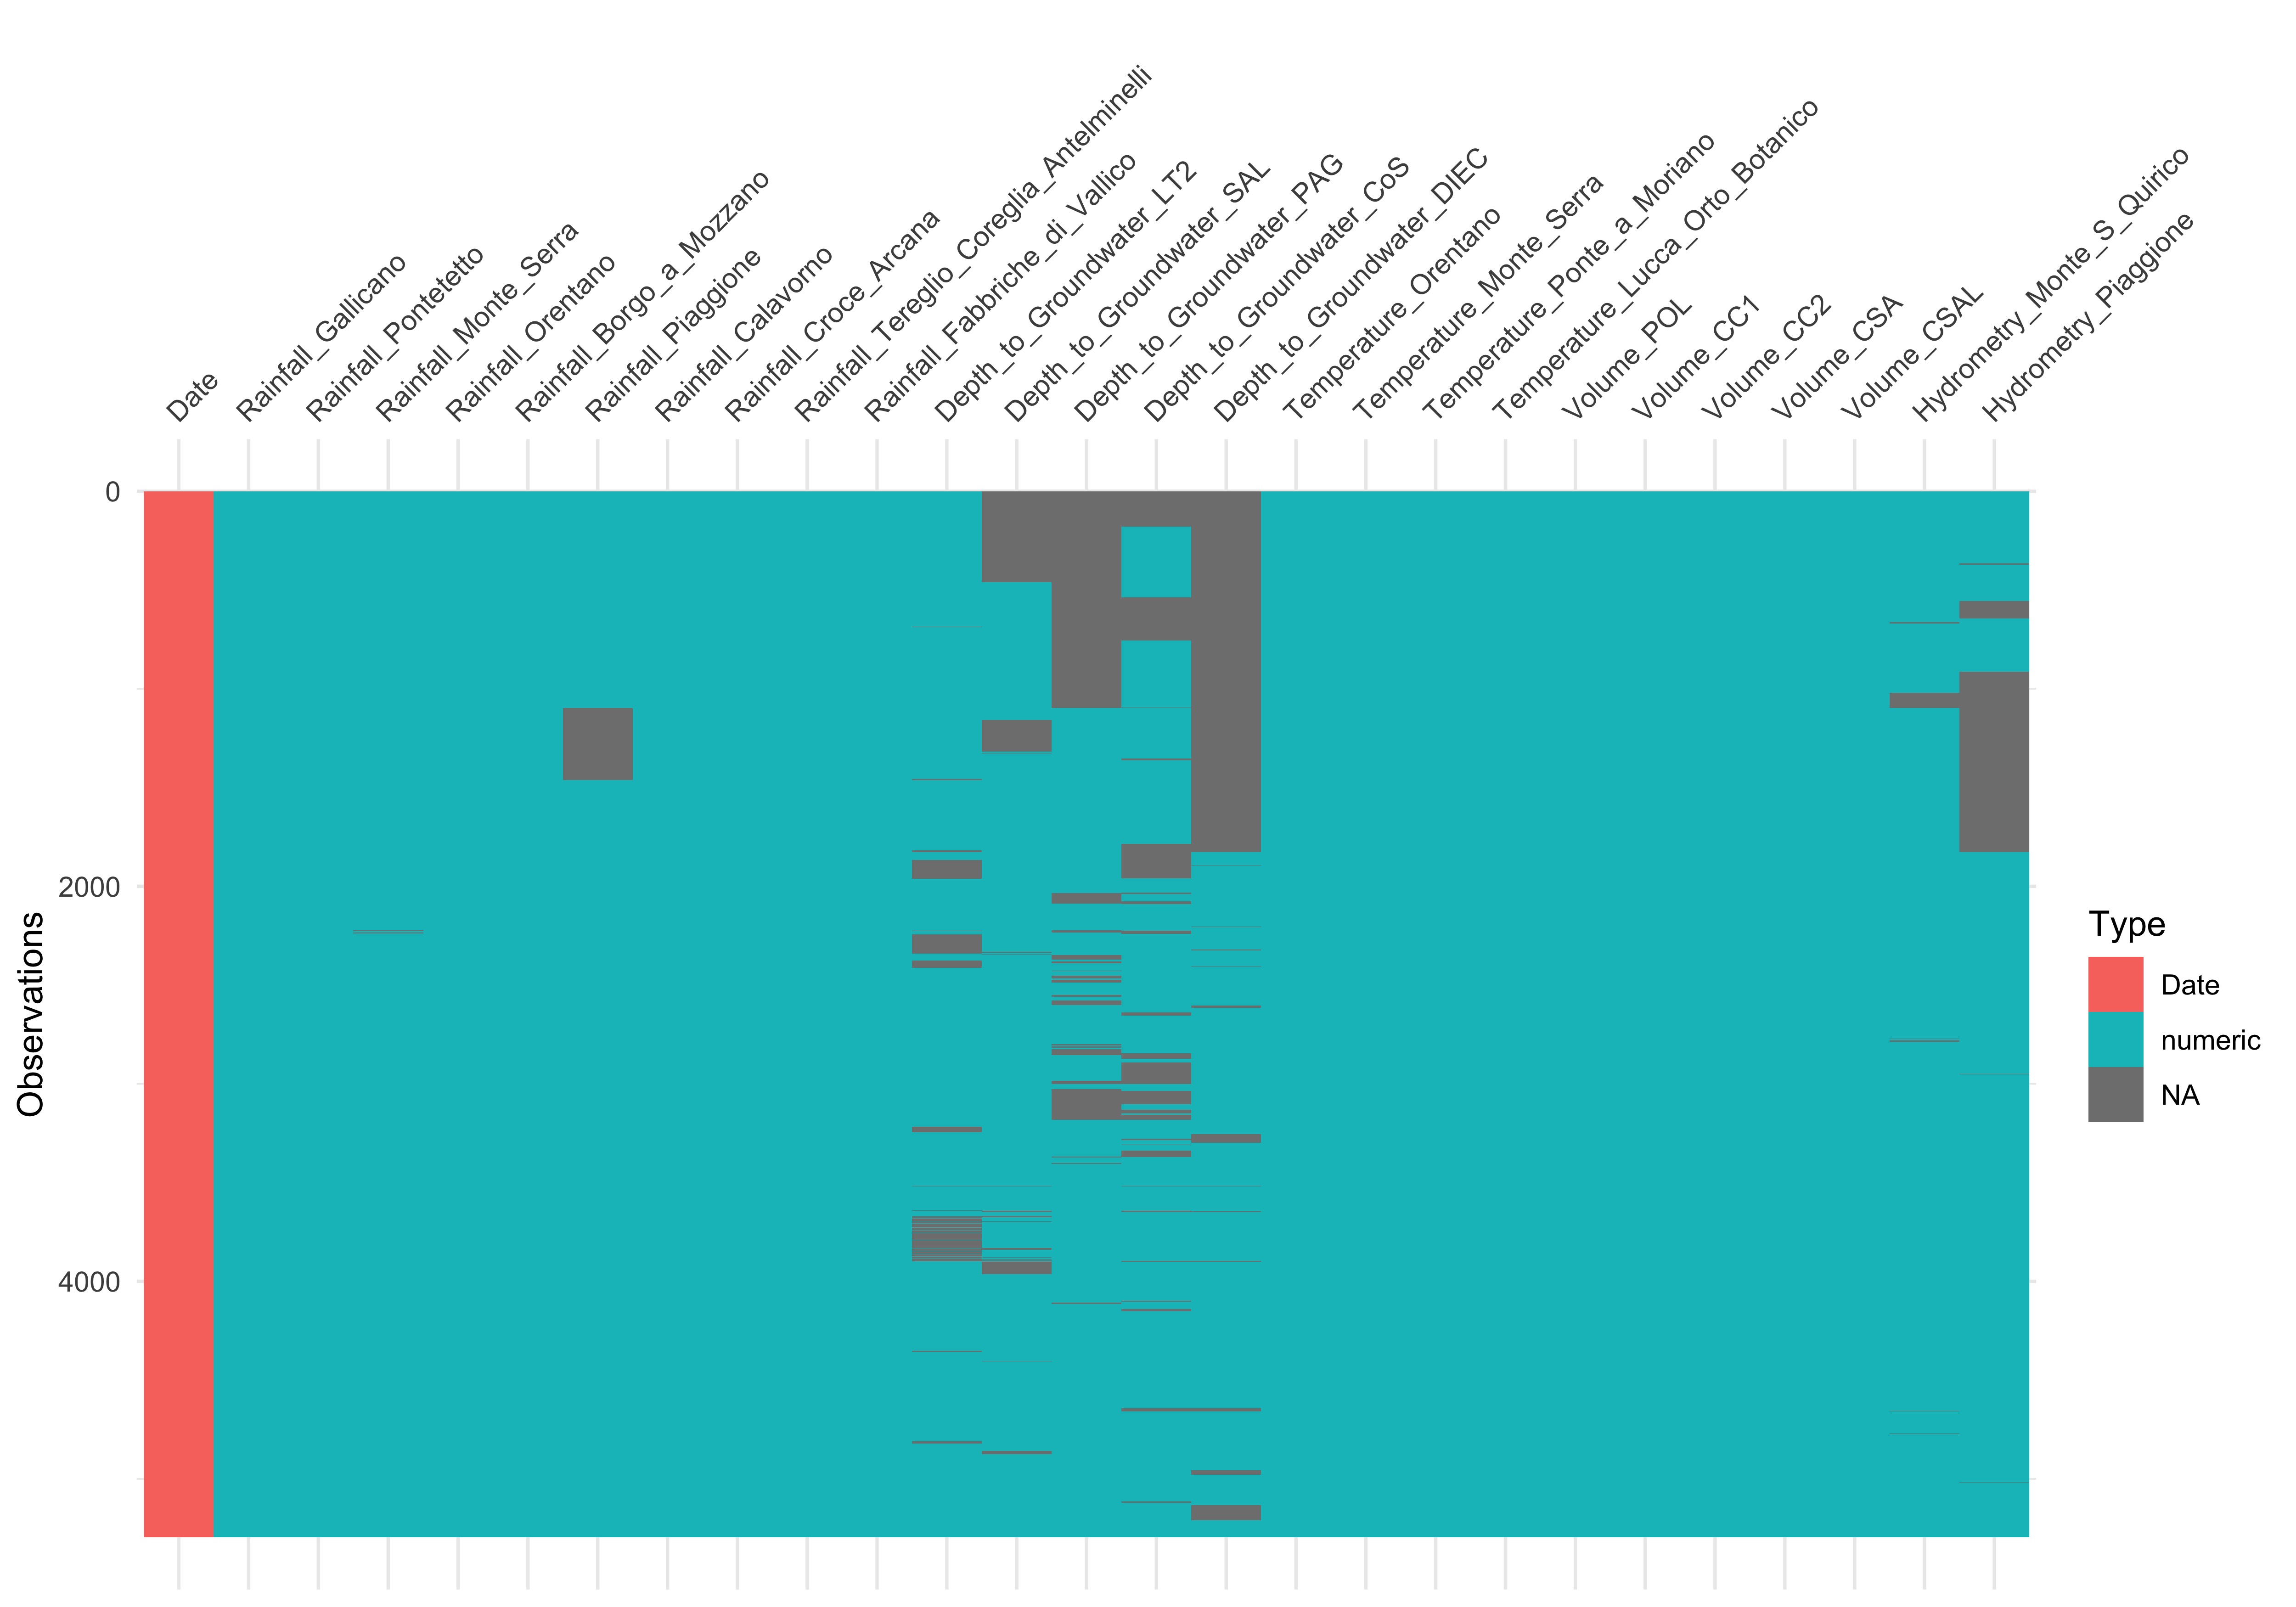 Date
Rainfall_Gallicano
Rainfall_Pontetetto
Rainfall_Monte_Serra
Rainfall_Orentano
Rainfall_Borgo_a_Mozzano
Rainfall_Piaggione
Rainfall_Calavorno
Rainfall_Croce_Arcana
Rainfall_Tereglio_Coreglia_Antelminelli
Rainfall_Fabbriche_di_Vallico
Depth_to_Groundwater_LT2
Depth_to_Groundwater_SAL
Depth_to_Groundwater_PAG
Depth_to_Groundwater_CoS
Depth_to_Groundwater_DIEC
Temperature_Orentano
Temperature_Monte_Serra
Temperature_Ponte_a_Moriano
Temperature_Lucca_Orto_Botanico
Volume_POL
Volume_CC1
Volume_CC2
Volume_CSA
Volume_CSAL
Hydrometry_Monte_S_Quirico
Hydrometry_Piaggione
0
2000
4000
Observations
Type
Date
numeric
NA